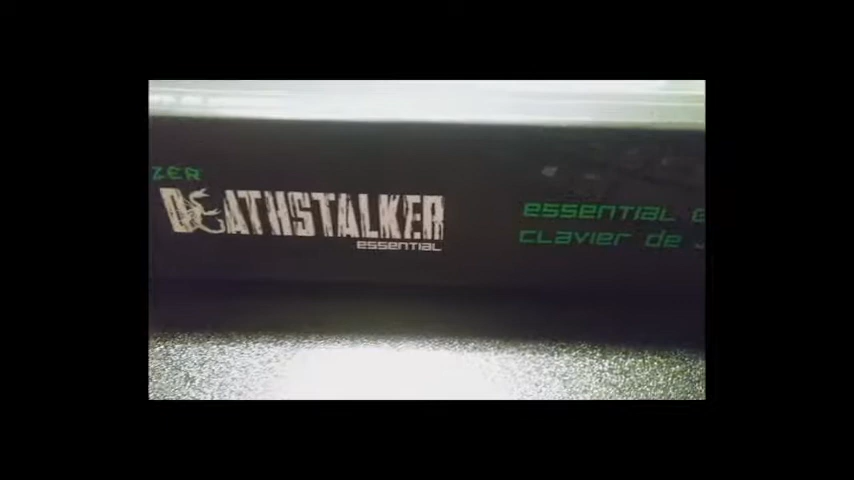 ZER
DEATHSTALKER
essential
essential
clavier de